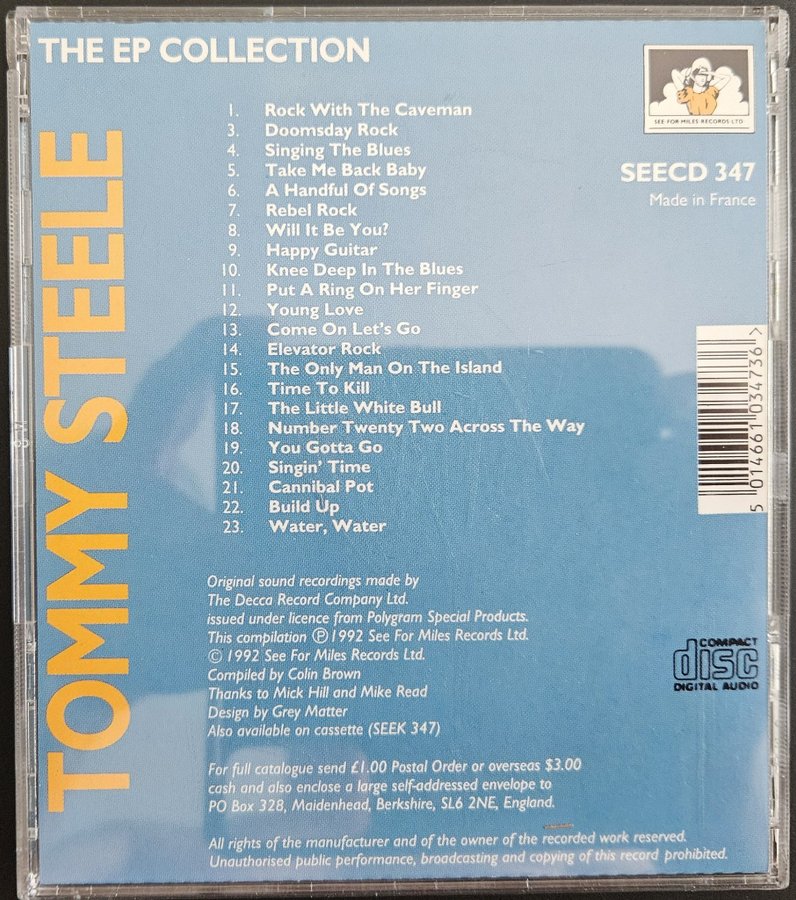 THE EP COLLECTION
TOMMY STEELE
1. Rock With The Caveman
3. Doomsday Rock
4. Singing The Blues
5. Take Me Back Baby
6. A Handful Of Songs
7. Rebel Rock
8. Will It Be You?
9. Happy Guitar
10. Knee Deep In The Blues
11. Put A Ring On Her Finger
12. Young Love
13. Come On Let's Go
14. Elevator Rock
15. The Only Man On The Island
16. Time To Kill
17. The Little White Bull
18. Number Twenty Two Across The Way
19. You Gotta Go
20. Singin' Time
21. Cannibal Pot
22. Build Up
23. Water, Water
SEE FOR MILES RECORDS LTD
SEECD 347
Made in France
5 014661 034736 >
COMPACT
disc
DIGITAL AUDIO
Original sound recordings made by
The Decca Record Company Ltd.
issued under licence from Polygram Special Products.
This compilation ℗ 1992 See For Miles Records Ltd.
© 1992 See For Miles Records Ltd.
Compiled by Colin Brown
Thanks to Mick Hill and Mike Read
Design by Grey Matter
Also available on cassette (SEEK 347)
For full catalogue send £1.00 Postal Order or overseas $3.00
cash and also enclose a large self-addressed envelope to
PO Box 328, Maidenhead, Berkshire, SL6 2NE, England.
All rights of the manufacturer and of the owner of the recorded work reserved.
Unauthorised public performance, broadcasting and copying of this record prohibited.